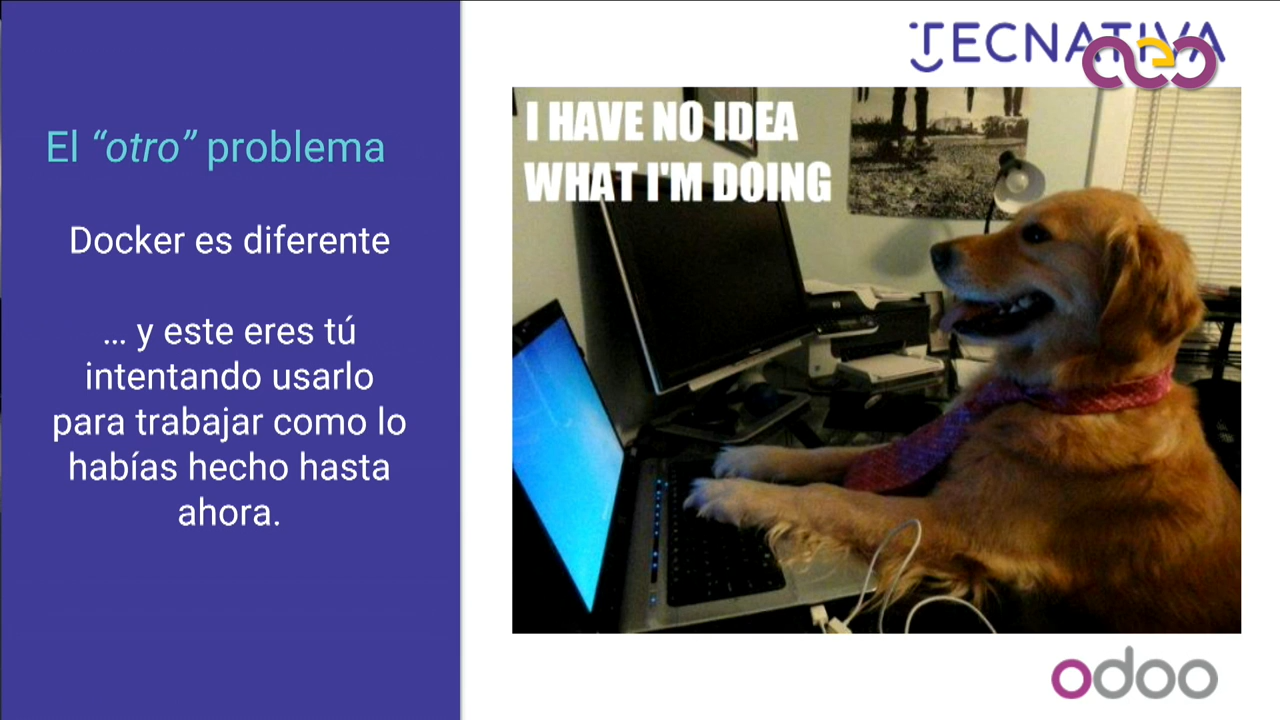 El “otro” problema
Docker es diferente
... y este eres tú
intentando usarlo
para trabajar como lo
habías hecho hasta
ahora.
TECNATIVA
I HAVE NO IDEA
WHAT I'M DOING
odoo